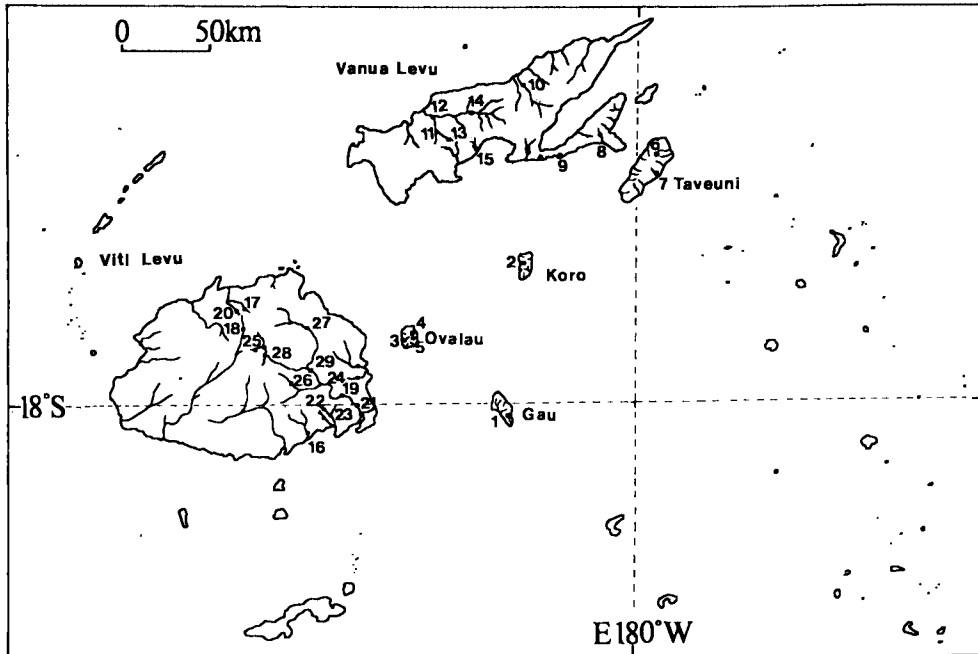 0 50km
Vanua Levu
10
12 14
11 13
15 9 8
6
7 Taveuni
Viti Levu
2 Koro
17
20
18 27
25
28
4
3 Ovalau
5
29
26 24
19
22 23 21
16
18°S
1 Gau
E180°W